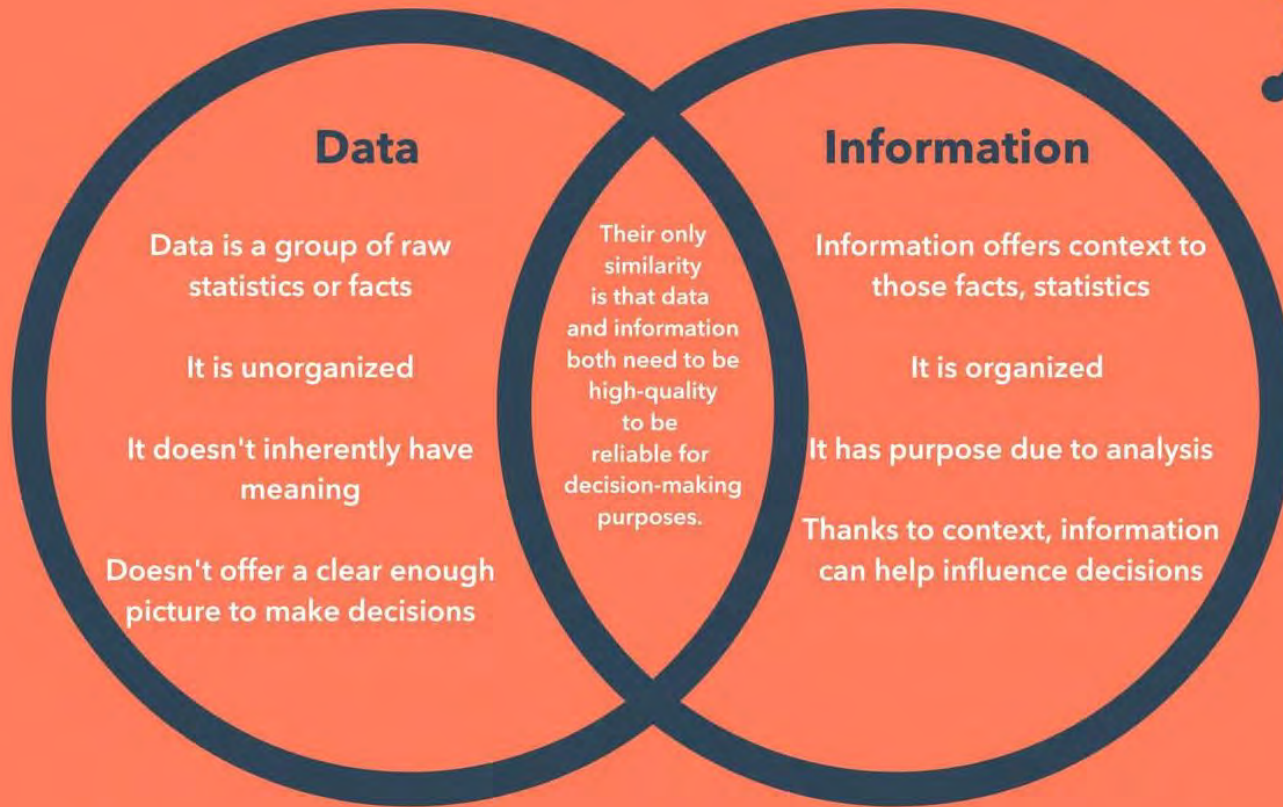 Data
Data is a group of raw
statistics or facts
It is unorganized
It doesn't inherently have
meaning
Doesn't offer a clear enough
picture to make decisions
Their only
similarity
is that data
and information
both need to be
high-quality
to be
reliable for
decision-making
purposes.
Information
Information offers context to
those facts, statistics
It is organized
It has purpose due to analysis
Thanks to context, information
can help influence decisions